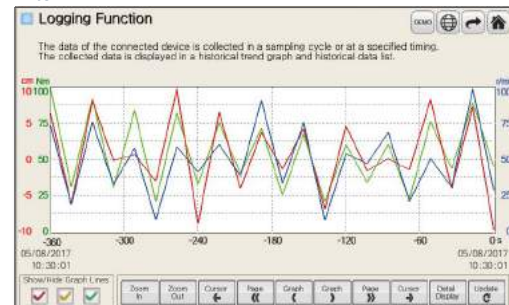 Logging Function
DEMO
The data of the connected device is collected in a sampling cycle or at a specified timing.
The collected data is displayed in a historical trend graph and historical data list.
cm Nm
10 100
5 75
0 50
-5 25
-10 0
-360 -300 -240 -180 -120 -60 0 s
05/08/2017 05/08/2017
10:30:01 10:30:01
Show/Hide Graph Lines
Zoom In
Zoom Out
Cursor
Page
Graph
Graph
Page
Cursor
Detail Display
Update